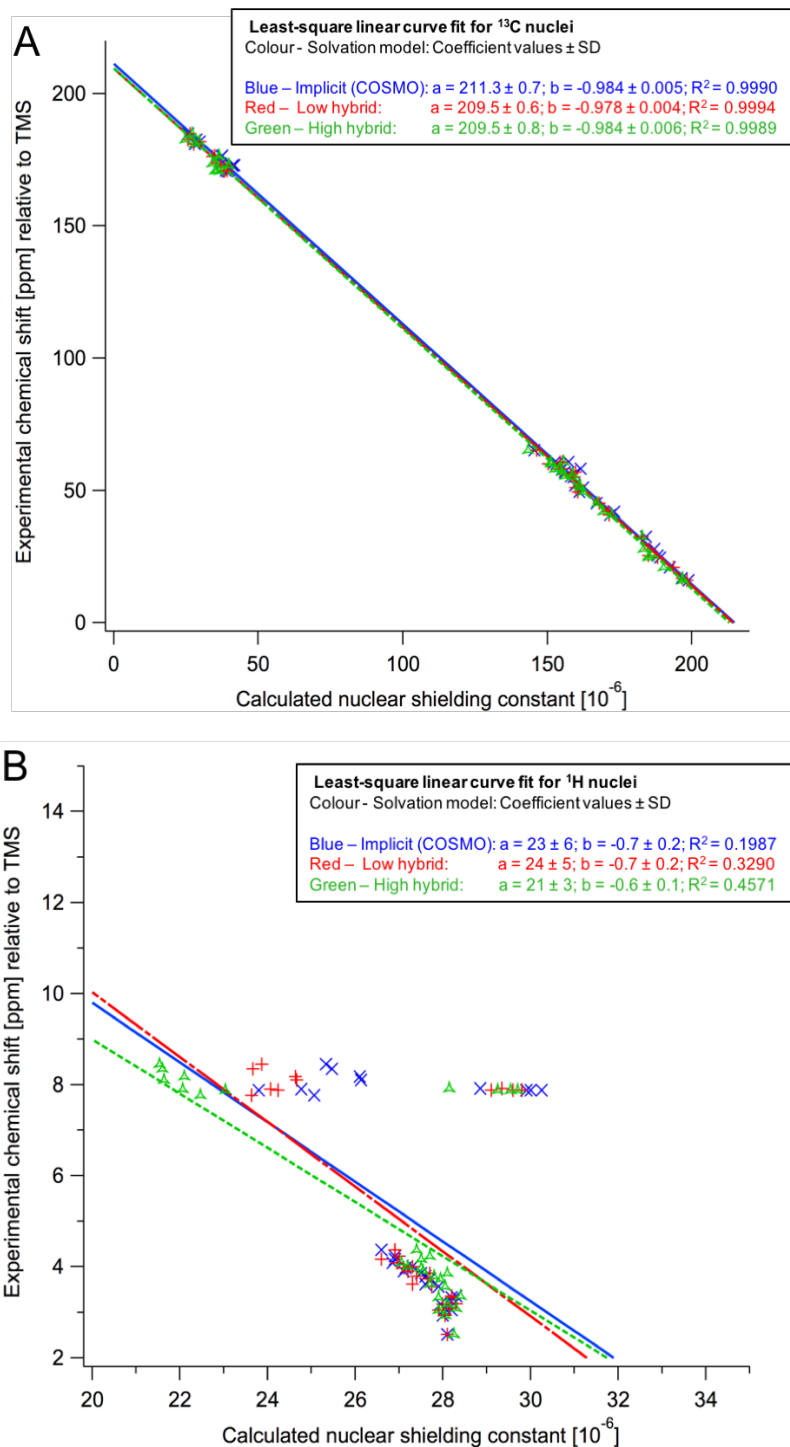 A
Least-square linear curve fit for ¹³C nuclei
Colour - Solvation model: Coefficient values ± SD
Blue – Implicit (COSMO): a = 211.3 ± 0.7; b = -0.984 ± 0.005; R² = 0.9990
Red – Low hybrid: a = 209.5 ± 0.6; b = -0.978 ± 0.004; R² = 0.9994
Green – High hybrid: a = 209.5 ± 0.8; b = -0.984 ± 0.006; R² = 0.9989
Experimental chemical shift [ppm] relative to TMS
200
150
100
50
0
0 50 100 150 200
Calculated nuclear shielding constant [10⁻⁶]
B
Least-square linear curve fit for ¹H nuclei
Colour - Solvation model: Coefficient values ± SD
Blue – Implicit (COSMO): a = 23 ± 6; b = -0.7 ± 0.2; R² = 0.1987
Red – Low hybrid: a = 24 ± 5; b = -0.7 ± 0.2; R² = 0.3290
Green – High hybrid: a = 21 ± 3; b = -0.6 ± 0.1; R² = 0.4571
Experimental chemical shift [ppm] relative to TMS
14
12
10
8
6
4
2
20 22 24 26 28 30 32 34
Calculated nuclear shielding constant [10⁻⁶]